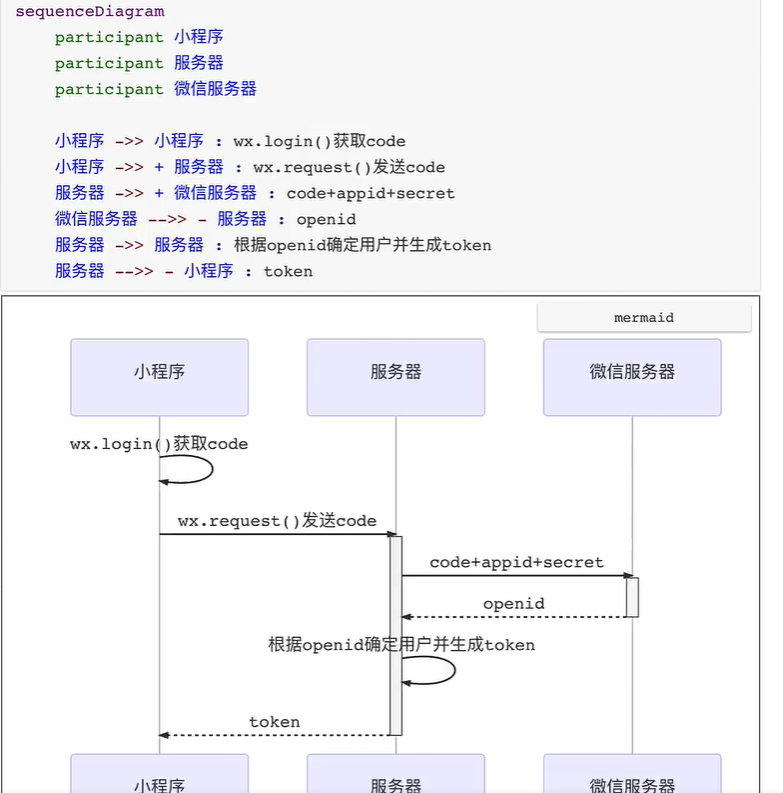 sequenceDiagram
participant 小程序
participant 服务器
participant 微信服务器
小程序 ->> 小程序 : wx.login()获取code
小程序 ->> + 服务器 : wx.request()发送code
服务器 ->> + 微信服务器 : code+appid+secret
微信服务器 -->> - 服务器 : openid
服务器 ->> 服务器 : 根据openid确定用户并生成token
服务器 -->> - 小程序 : token
mermaid
小程序 服务器 微信服务器
wx.login()获取code
wx.request()发送code
code+appid+secret
openid
根据openid确定用户并生成token
token
小程序 服务器 微信服务器